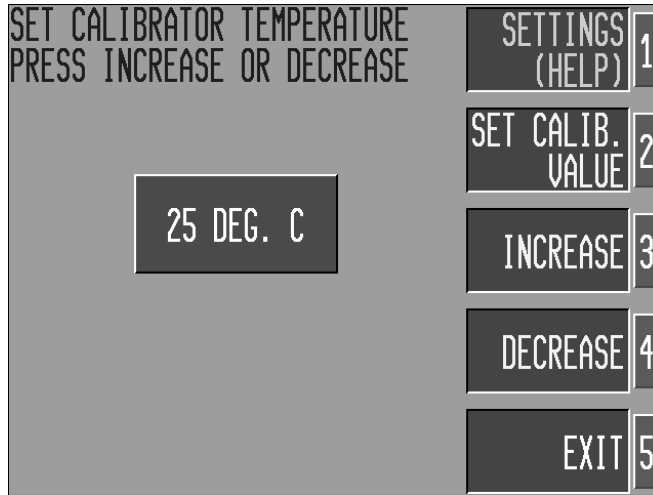 SET CALIBRATOR TEMPERATURE
PRESS INCREASE OR DECREASE
25 DEG. C
SETTINGS
(HELP)
1
SET CALIB.
VALUE
2
INCREASE
3
DECREASE
4
EXIT
5